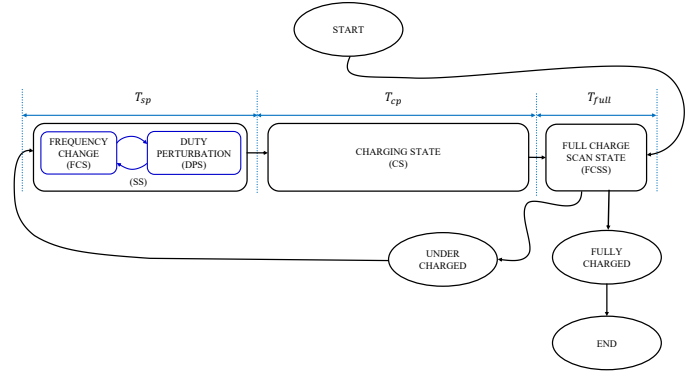 START
T_sp
T_cp
T_full
FREQUENCY
CHANGE
(FCS)
DUTY
PERTURBATION
(DPS)
(SS)
CHARGING STATE
(CS)
FULL CHARGE
SCAN STATE
(FCSS)
UNDER
CHARGED
FULLY
CHARGED
END